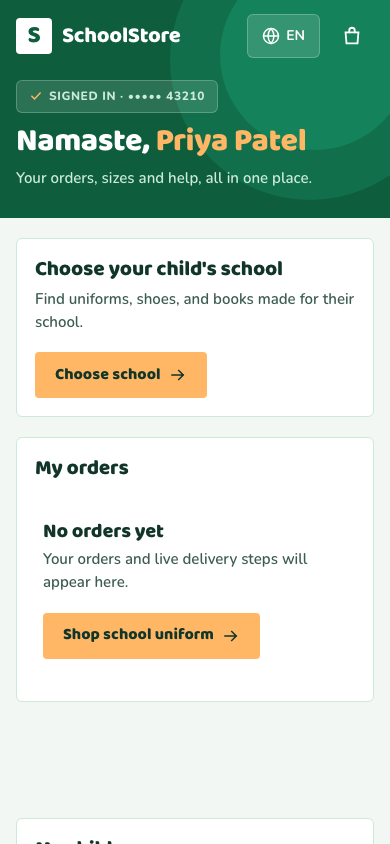 S SchoolStore EN
SIGNED IN · ••••• 43210
Namaste, Priya Patel
Your orders, sizes and help, all in one place.
Choose your child's school
Find uniforms, shoes, and books made for their
school.
Choose school →
My orders
No orders yet
Your orders and live delivery steps will
appear here.
Shop school uniform →